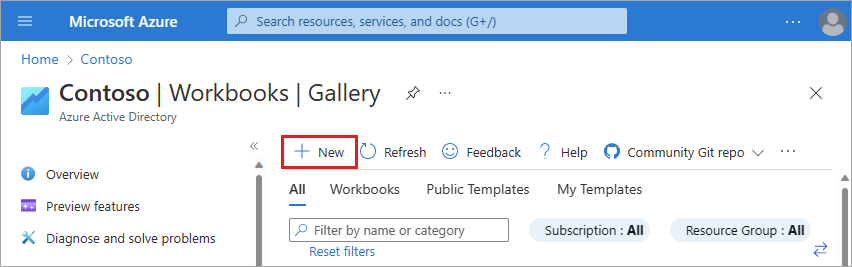 Microsoft Azure
Search resources, services, and docs (G+/)
Home > Contoso
Contoso | Workbooks | Gallery
Azure Active Directory
New Refresh Feedback Help Community Git repo
Overview
Preview features
Diagnose and solve problems
All Workbooks Public Templates My Templates
Filter by name or category
Subscription : All Resource Group : All
Reset filters